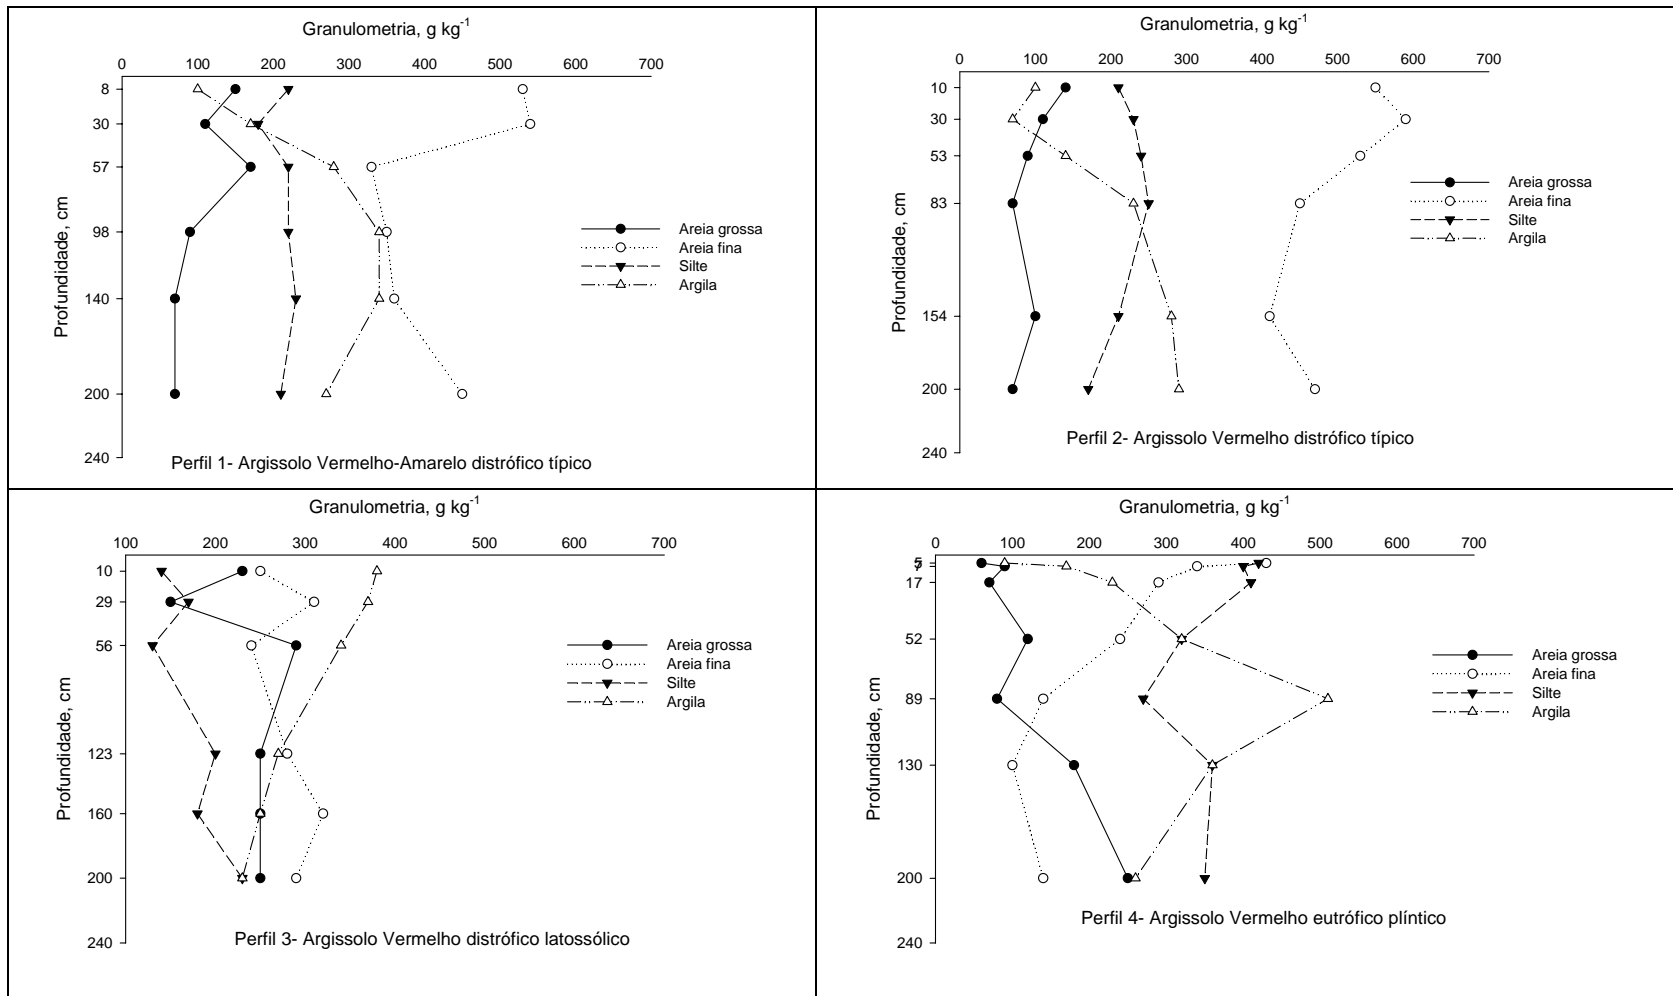 Granulometria, g kg-1
0 100 200 300 400 500 600 700
8
30
57
98
140
200
240
Profundidade, cm
Areia grossa
Areia fina
Silte
Argila
Perfil 1- Argissolo Vermelho-Amarelo distrófico típico
Granulometria, g kg-1
0 100 200 300 400 500 600 700
10
30
53
83
154
200
240
Profundidade, cm
Areia grossa
Areia fina
Silte
Argila
Perfil 2- Argissolo Vermelho distrófico típico
Granulometria, g kg-1
100 200 300 400 500 600 700
10
29
56
123
160
200
240
Profundidade, cm
Areia grossa
Areia fina
Silte
Argila
Perfil 3- Argissolo Vermelho distrófico latossólico
Granulometria, g kg-1
0 100 200 300 400 500 600 700
5
7
17
52
89
130
200
240
Profundidade, cm
Areia grossa
Areia fina
Silte
Argila
Perfil 4- Argissolo Vermelho eutrófico plíntico